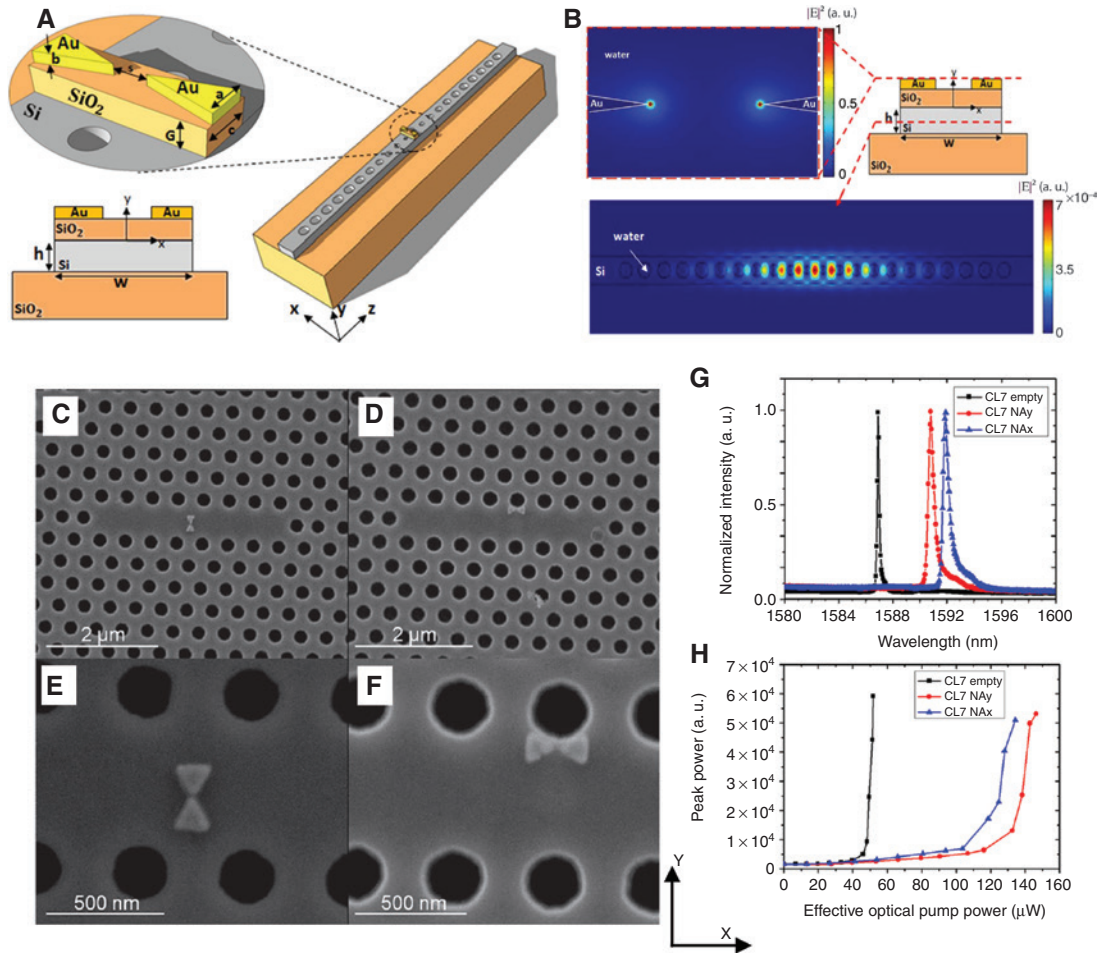 A
Au
b
s
Au
a
SiO2
Si
G
c
y
Au
Au
SiO2
x
h
Si
W
SiO2
x
y
z
B
|E|² (a. u.)
water
1
Au
Au
0.5
0
y
Au
Au
SiO2
x
h
Si
W
SiO2
|E|² (a. u.)
7 ×10⁻⁴
water
Si
3.5
0
C
2 µm
D
2 µm
E
500 nm
F
500 nm
Y
X
G
CL7 empty
CL7 NAy
CL7 NAx
Normalized intensity (a. u.)
1.0
0.5
0.0
1580 1584 1588 1592 1596 1600
Wavelength (nm)
H
CL7 empty
CL7 NAy
CL7 NAx
Peak power (a. u.)
7 × 10⁴
6 × 10⁴
5 × 10⁴
4 × 10⁴
3 × 10⁴
2 × 10⁴
1 × 10⁴
0
0 20 40 60 80 100 120 140 160
Effective optical pump power (µW)